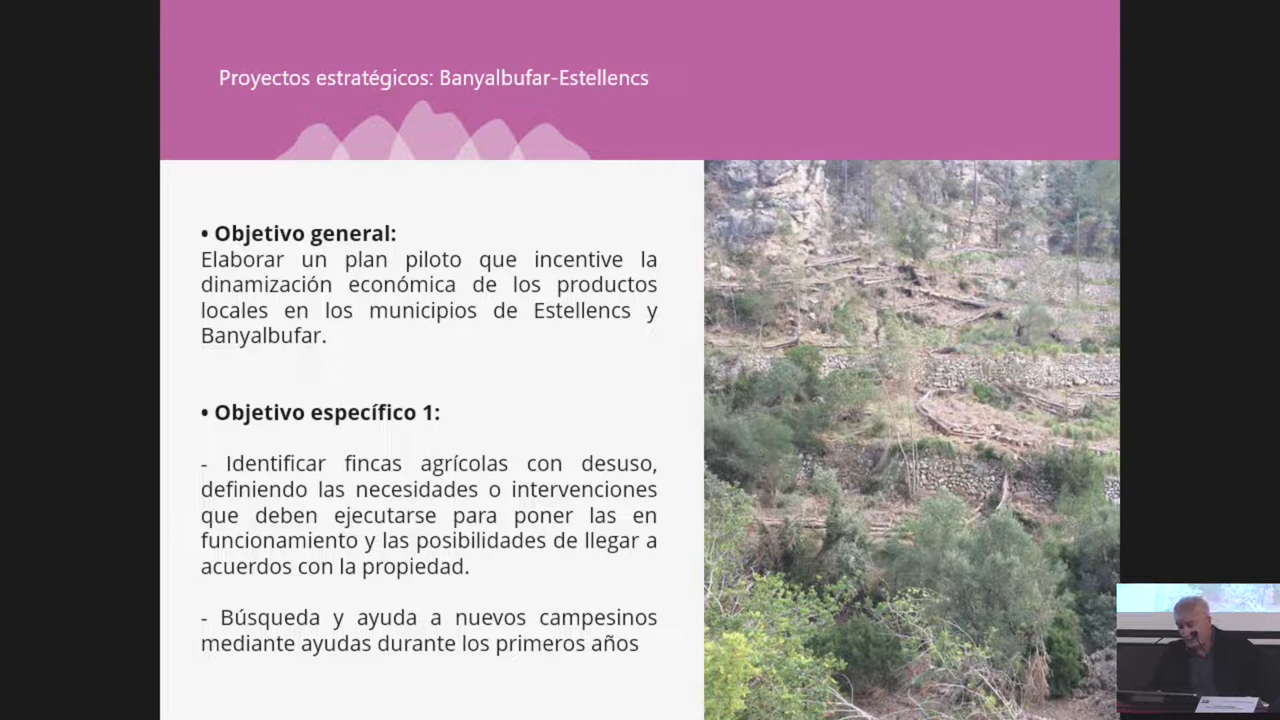 Proyectos estratégicos: Banyalbufar-Estellencs
• Objetivo general:
Elaborar un plan piloto que incentive la
dinamización económica de los productos
locales en los municipios de Estellencs y
Banyalbufar.
• Objetivo específico 1:
- Identificar fincas agrícolas con desuso,
definiendo las necesidades o intervenciones
que deben ejecutarse para poner las en
funcionamiento y las posibilidades de llegar a
acuerdos con la propiedad.
- Búsqueda y ayuda a nuevos campesinos
mediante ayudas durante los primeros años